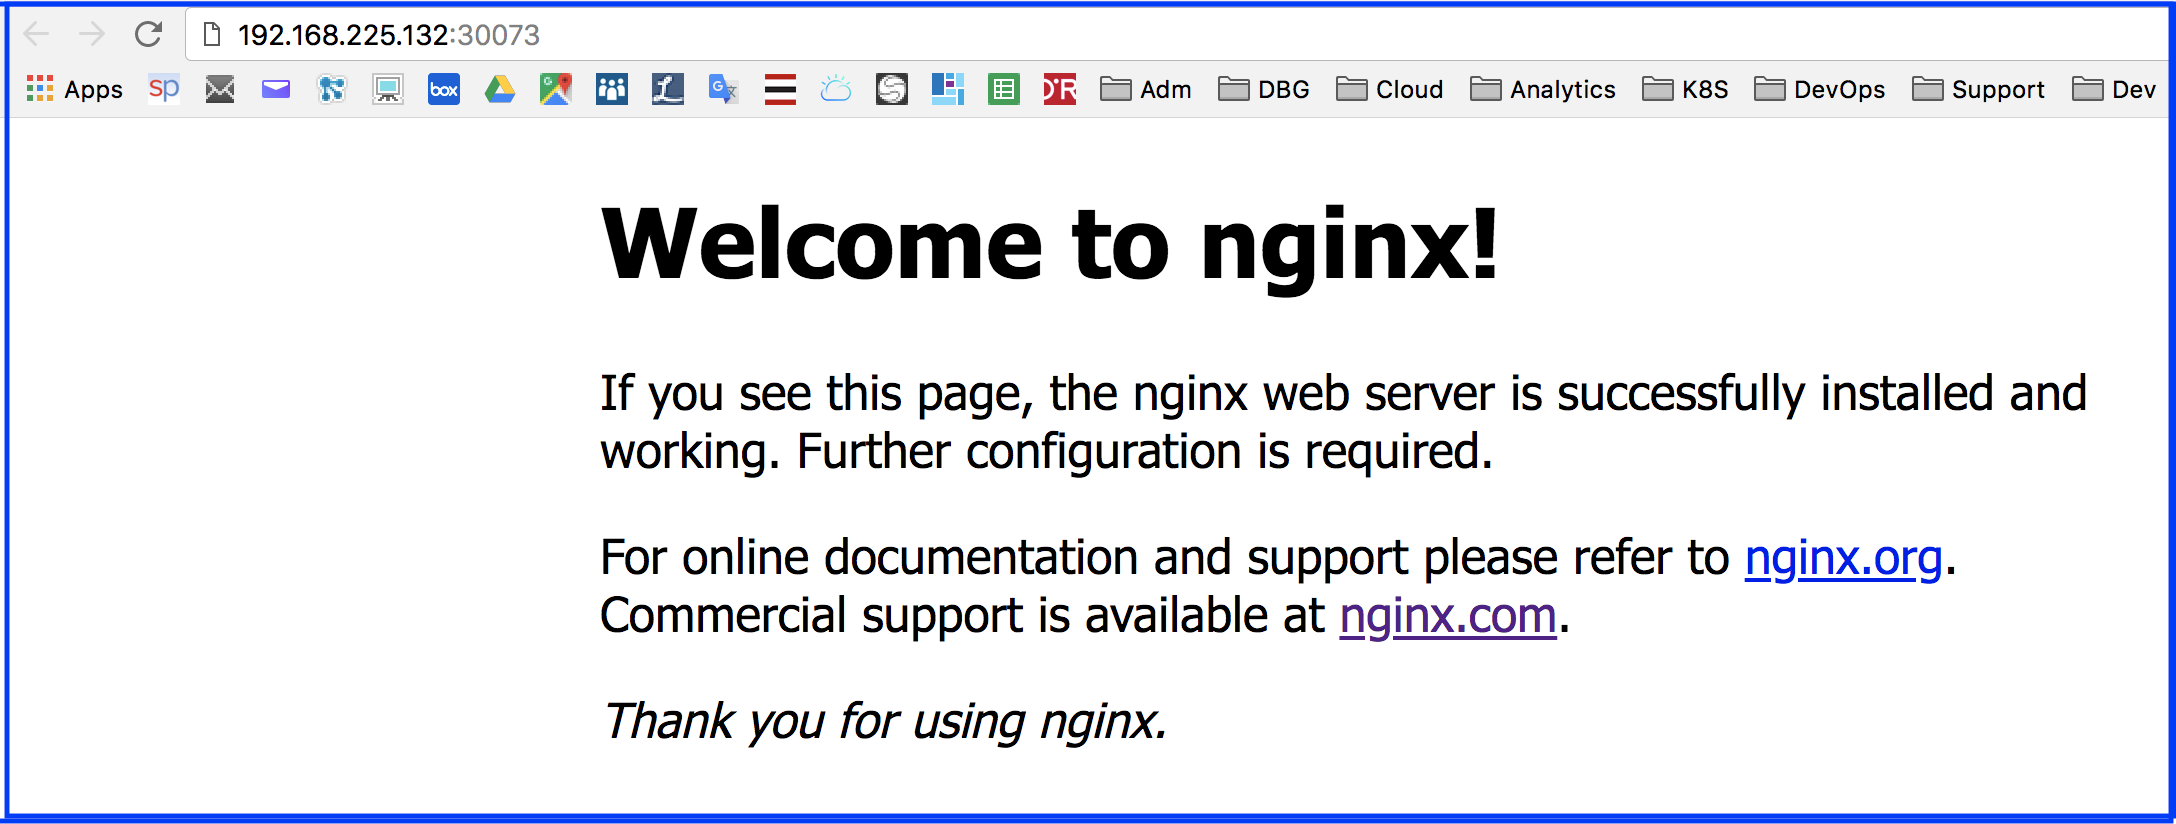 192.168.225.132:30073
Apps sp box Adm DBG Cloud Analytics K8S DevOps Support Dev
Welcome to nginx!
If you see this page, the nginx web server is successfully installed and
working. Further configuration is required.
For online documentation and support please refer to nginx.org.
Commercial support is available at nginx.com.
Thank you for using nginx.